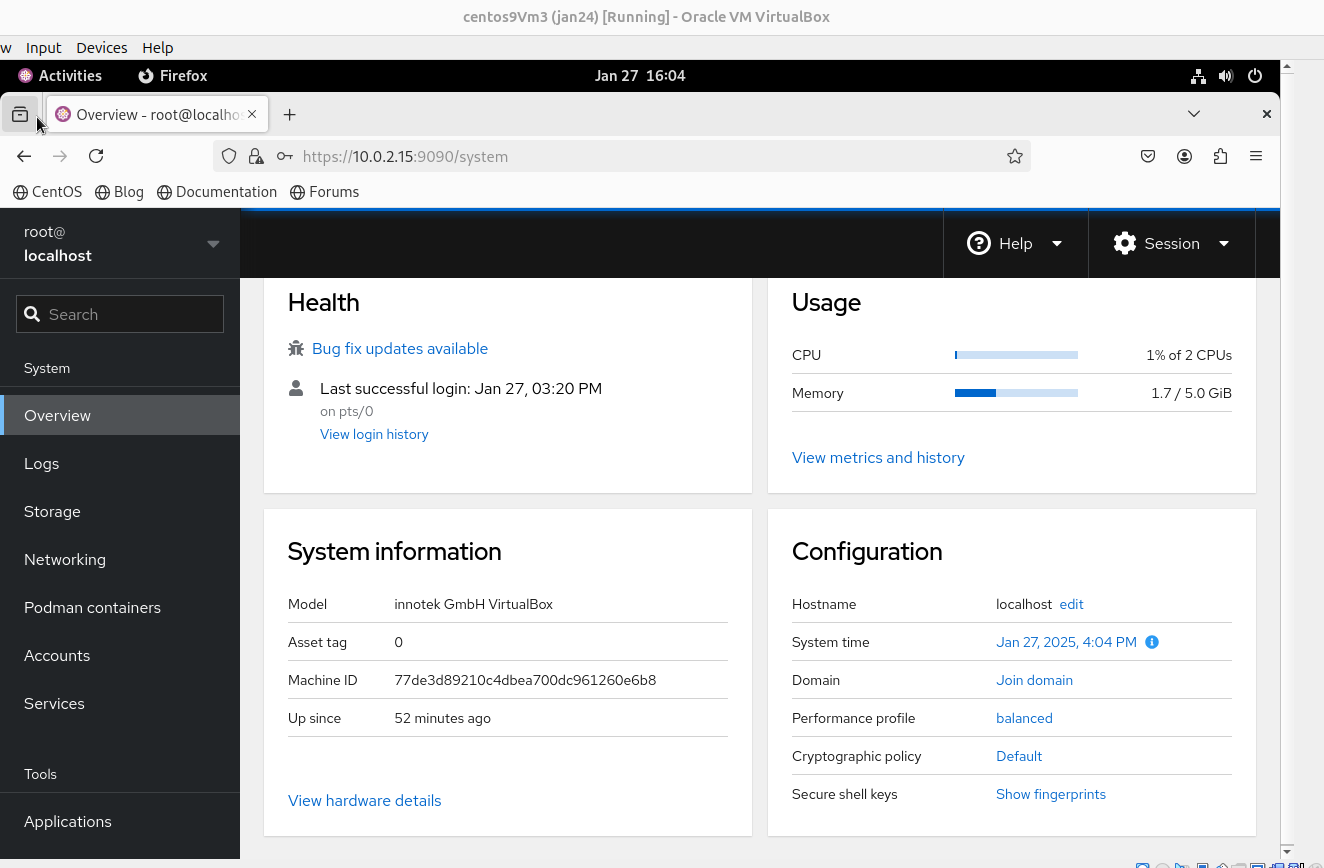 centos9Vm3 (jan24) [Running] - Oracle VM VirtualBox
w Input Devices Help
Activities Firefox Jan 27 16:04
Overview - root@localho
https://10.0.2.15:9090/system
CentOS Blog Documentation Forums
root@
localhost
Help Session
Search
System
Overview
Logs
Storage
Networking
Podman containers
Accounts
Services
Tools
Applications
Health
Bug fix updates available
Last successful login: Jan 27, 03:20 PM
on pts/0
View login history
Usage
CPU 1% of 2 CPUs
Memory 1.7 / 5.0 GiB
View metrics and history
System information
Model innotek GmbH VirtualBox
Asset tag 0
Machine ID 77de3d89210c4dbea700dc961260e6b8
Up since 52 minutes ago
View hardware details
Configuration
Hostname localhost edit
System time Jan 27, 2025, 4:04 PM
Domain Join domain
Performance profile balanced
Cryptographic policy Default
Secure shell keys Show fingerprints